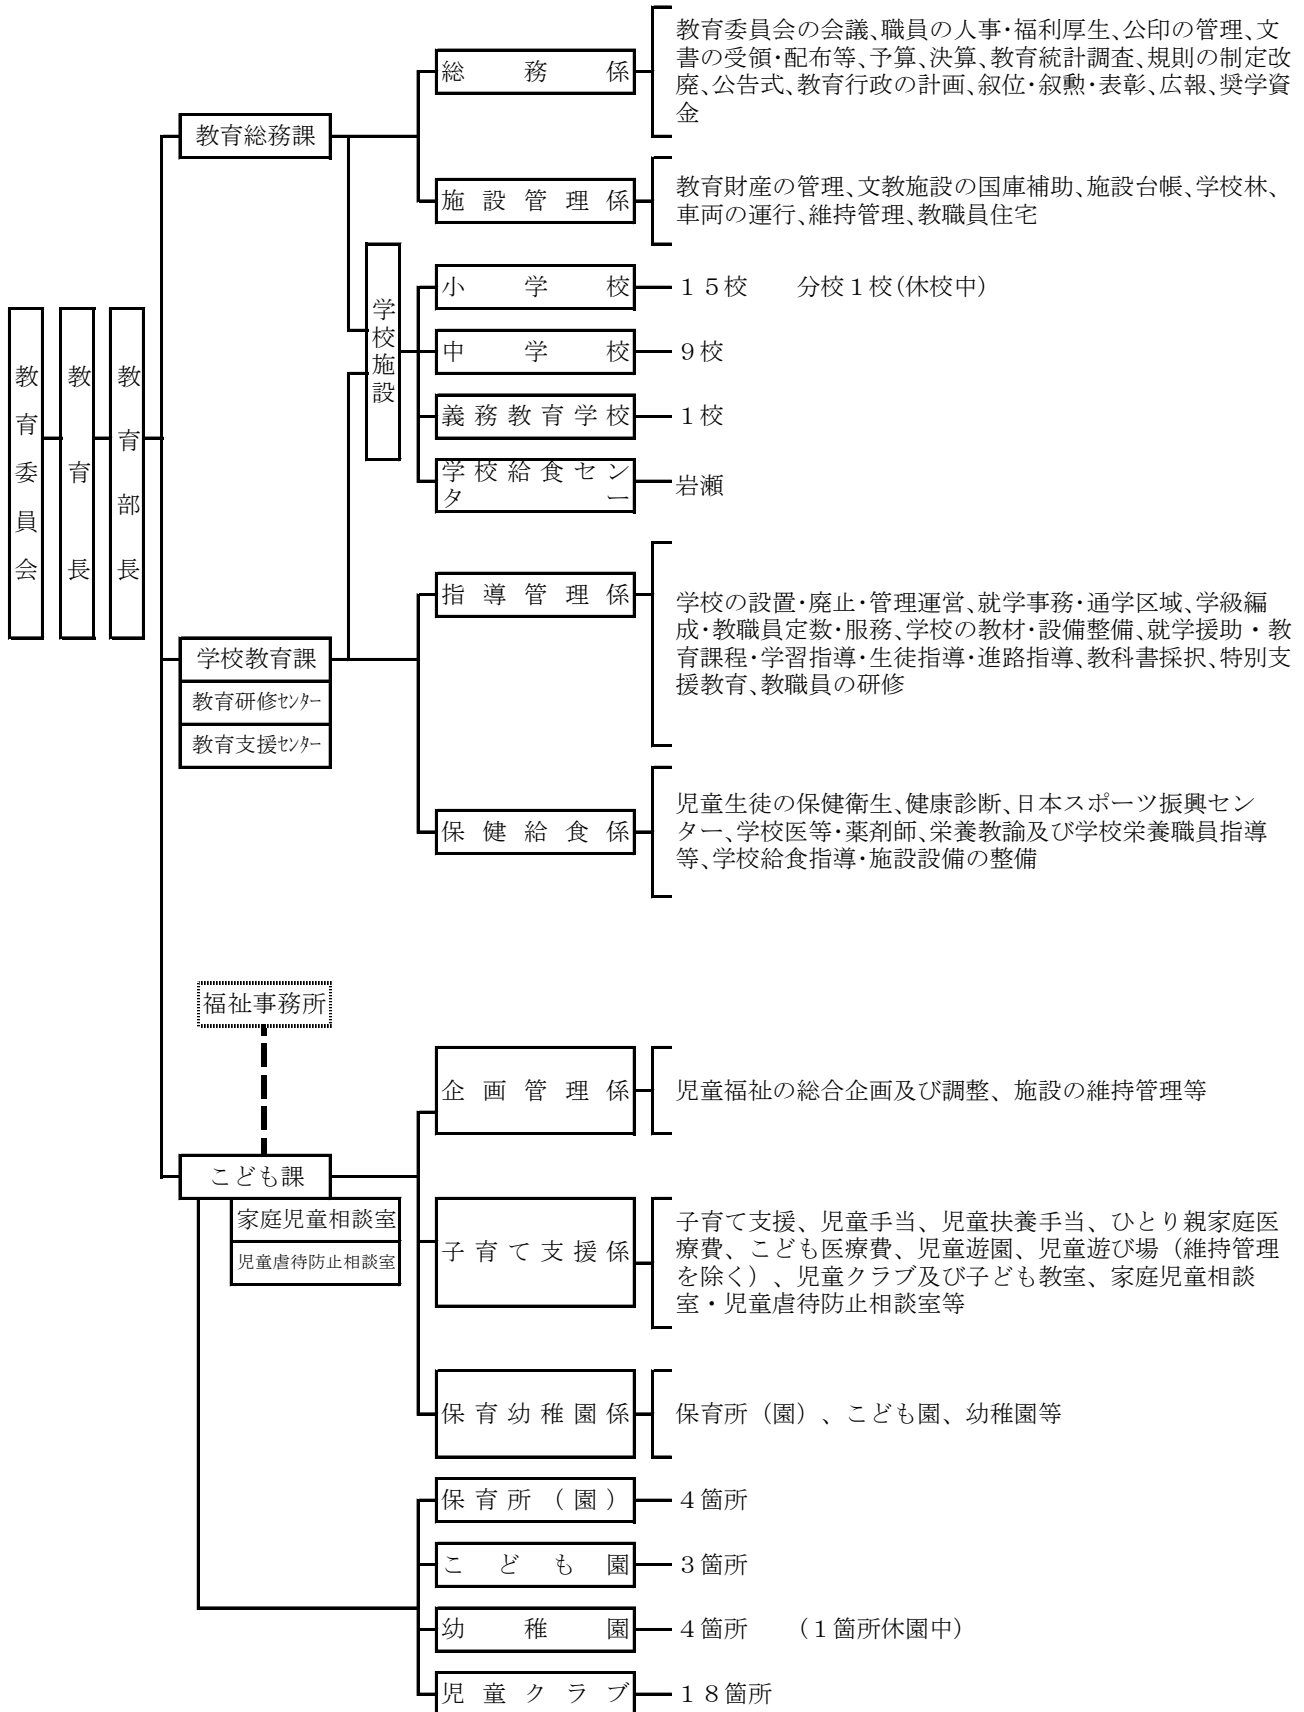 教育委員会
教育長
教育部長
教育総務課
総務係
教育委員会の会議、職員の人事・福利厚生、公印の管理、文
書の受領・配布等、予算、決算、教育統計調査、規則の制定改
廃、公告式、教育行政の計画、叙位・叙勲・表彰、広報、奨学資
金
施設管理係
教育財産の管理、文教施設の国庫補助、施設台帳、学校林、
車両の運行、維持管理、教職員住宅
学校施設
小学校
１５校　　分校１校(休校中)
中学校
９校
義務教育学校
１校
学校給食セン
ター
岩瀬
学校教育課
教育研修ｾﾝﾀｰ
教育支援ｾﾝﾀｰ
指導管理係
学校の設置・廃止・管理運営、就学事務・通学区域、学級編
成・教職員定数・服務、学校の教材・設備整備、就学援助・教
育課程・学習指導・生徒指導・進路指導、教科書採択、特別支
援教育、教職員の研修
保健給食係
児童生徒の保健衛生、健康診断、日本スポーツ振興セン
ター、学校医等・薬剤師、栄養教諭及び学校栄養職員指導
等、学校給食指導・施設設備の整備
福祉事務所
こども課
家庭児童相談室
児童虐待防止相談室
企画管理係
児童福祉の総合企画及び調整、施設の維持管理等
子育て支援係
子育て支援、児童手当、児童扶養手当、ひとり親家庭医
療費、こども医療費、児童遊園、児童遊び場（維持管理
を除く）、児童クラブ及び子ども教室、家庭児童相談
室・児童虐待防止相談室等
保育幼稚園係
保育所（園）、こども園、幼稚園等
保育所（園）
４箇所
こども園
３箇所
幼稚園
４箇所　　（１箇所休園中）
児童クラブ
１８箇所